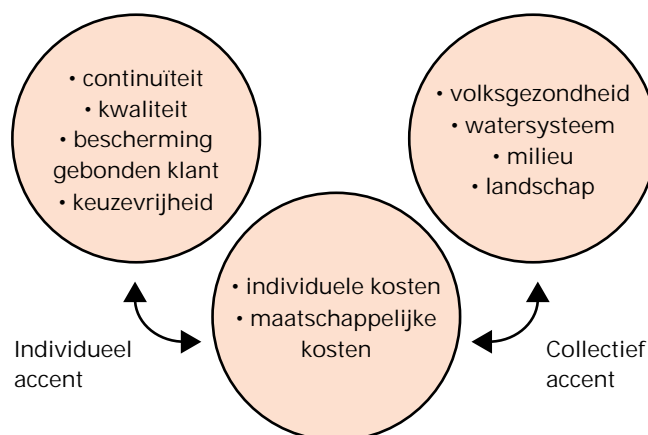 • continuïteit
• kwaliteit
• bescherming
gebonden klant
• keuzevrijheid
• volksgezondheid
• watersysteem
• milieu
• landschap
• individuele kosten
• maatschappelijke
kosten
Individueel
accent
Collectief
accent